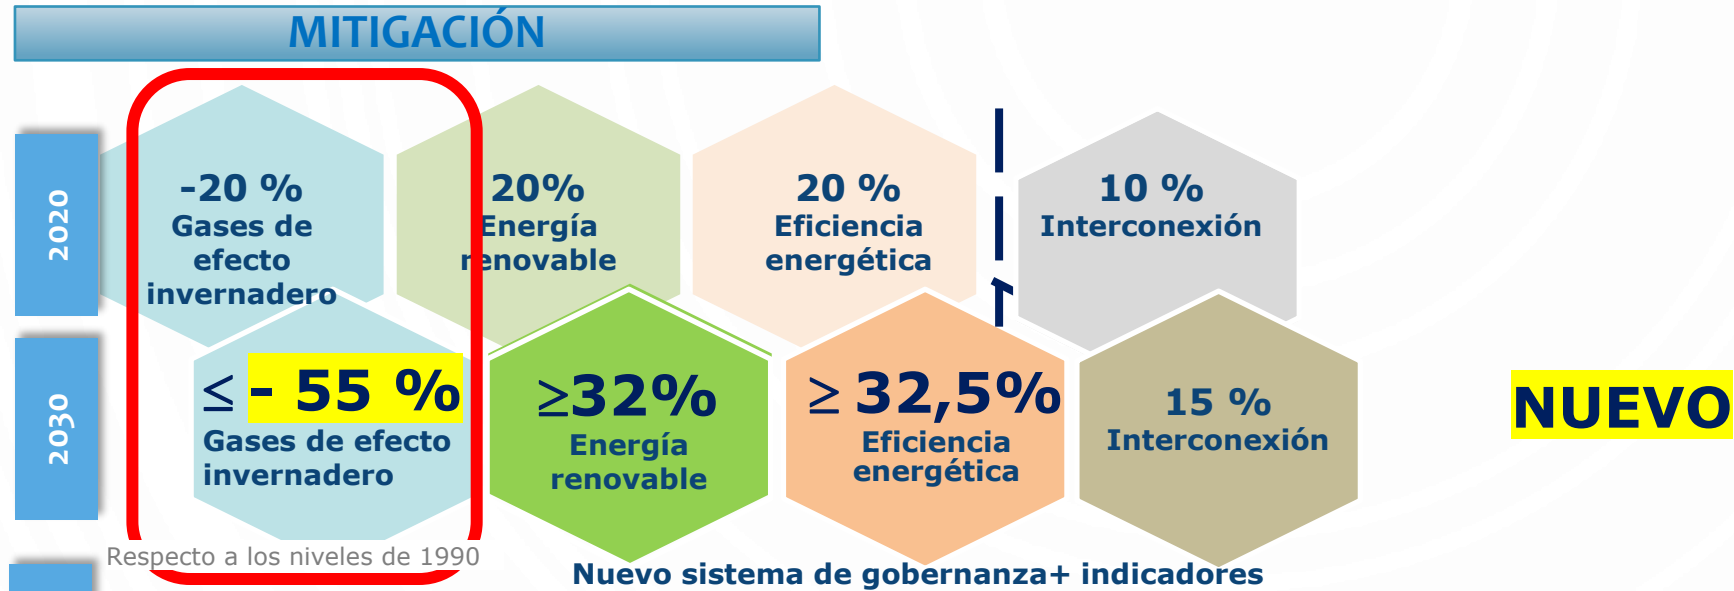 MITIGACIÓN
2020
-20 %
Gases de
efecto
invernadero
20%
Energía
renovable
20 %
Eficiencia
energética
10 %
Interconexión
2030
≤ - 55 %
Gases de efecto
invernadero
≥32%
Energía
renovable
≥ 32,5%
Eficiencia
energética
15 %
Interconexión
NUEVO
Respecto a los niveles de 1990
Nuevo sistema de gobernanza+ indicadores